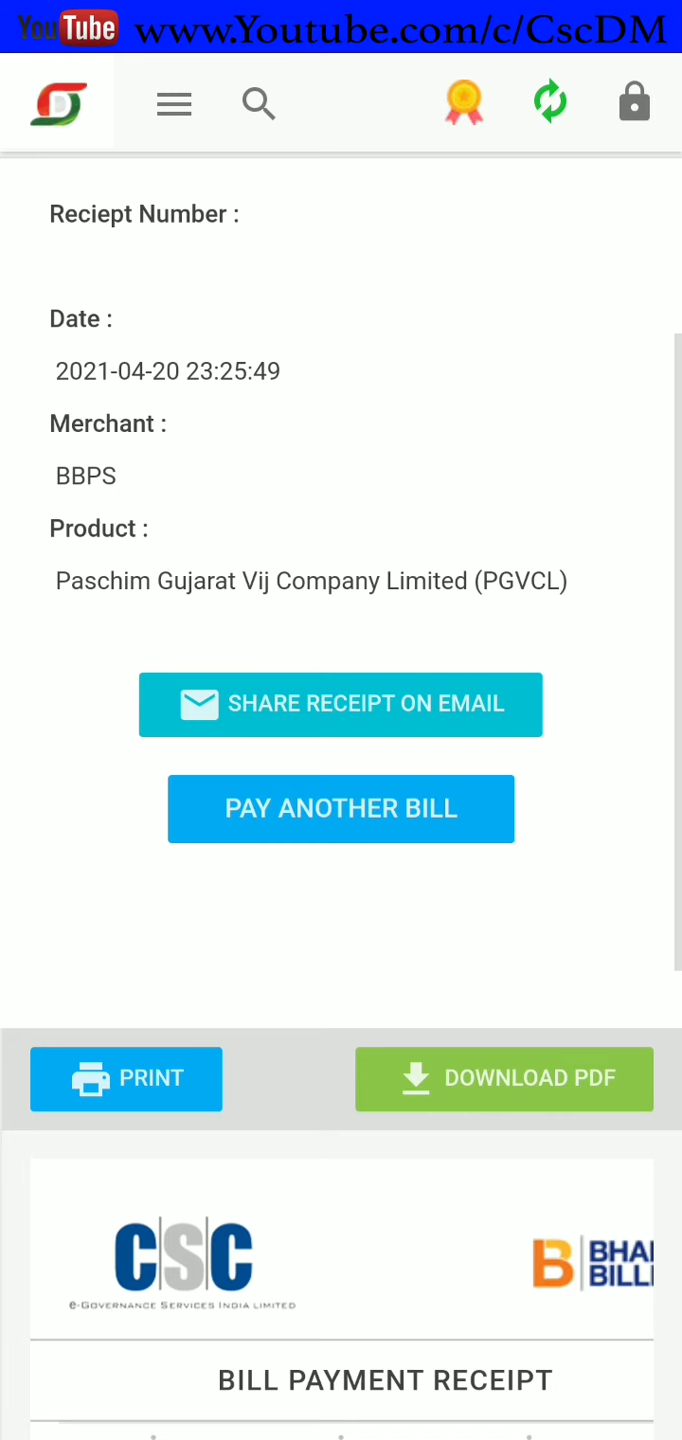 YouTube www.Youtube.com/c/CscDM
Reciept Number :
Date :
2021-04-20 23:25:49
Merchant :
BBPS
Product :
Paschim Gujarat Vij Company Limited (PGVCL)
SHARE RECEIPT ON EMAIL
PAY ANOTHER BILL
PRINT
DOWNLOAD PDF
CSC
e-GOVERNANCE SERVICES INDIA LIMITED
B BHA
BILL
BILL PAYMENT RECEIPT